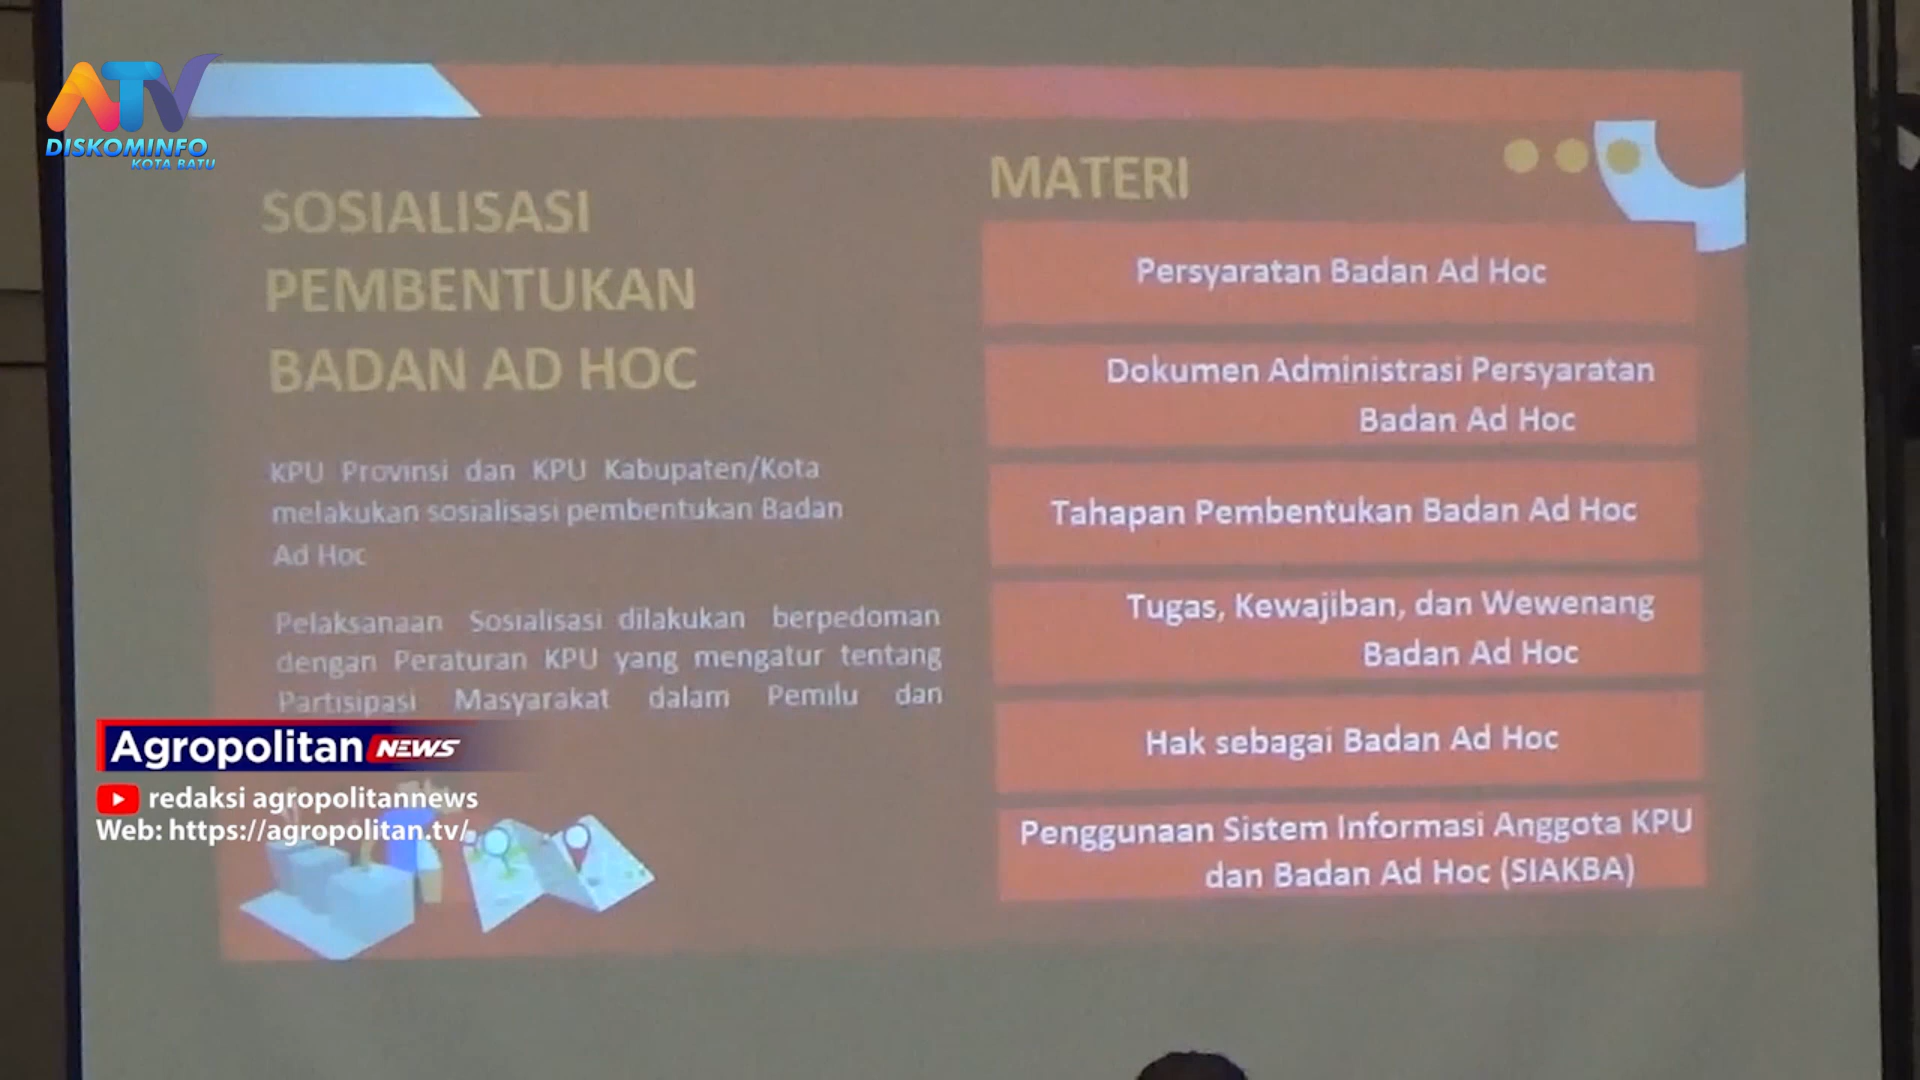 ATV
DISKOMINFO
KOTA BATU
SOSIALISASI
PEMBENTUKAN
BADAN AD HOC
KPU Provinsi dan KPU Kabupaten/Kota
melakukan sosialisasi pembentukan Badan
Ad Hoc
Pelaksanaan Sosialisasi dilakukan berpedoman
dengan Peraturan KPU yang mengatur tentang
Partisipasi Masyarakat dalam Pemilu dan
MATERI
Persyaratan Badan Ad Hoc
Dokumen Administrasi Persyaratan
Badan Ad Hoc
Tahapan Pembentukan Badan Ad Hoc
Tugas, Kewajiban, dan Wewenang
Badan Ad Hoc
Hak sebagai Badan Ad Hoc
Penggunaan Sistem Informasi Anggota KPU
dan Badan Ad Hoc (SIAKBA)
Agropolitan NEWS
redaksi agropolitannews
Web: https://agropolitan.tv/